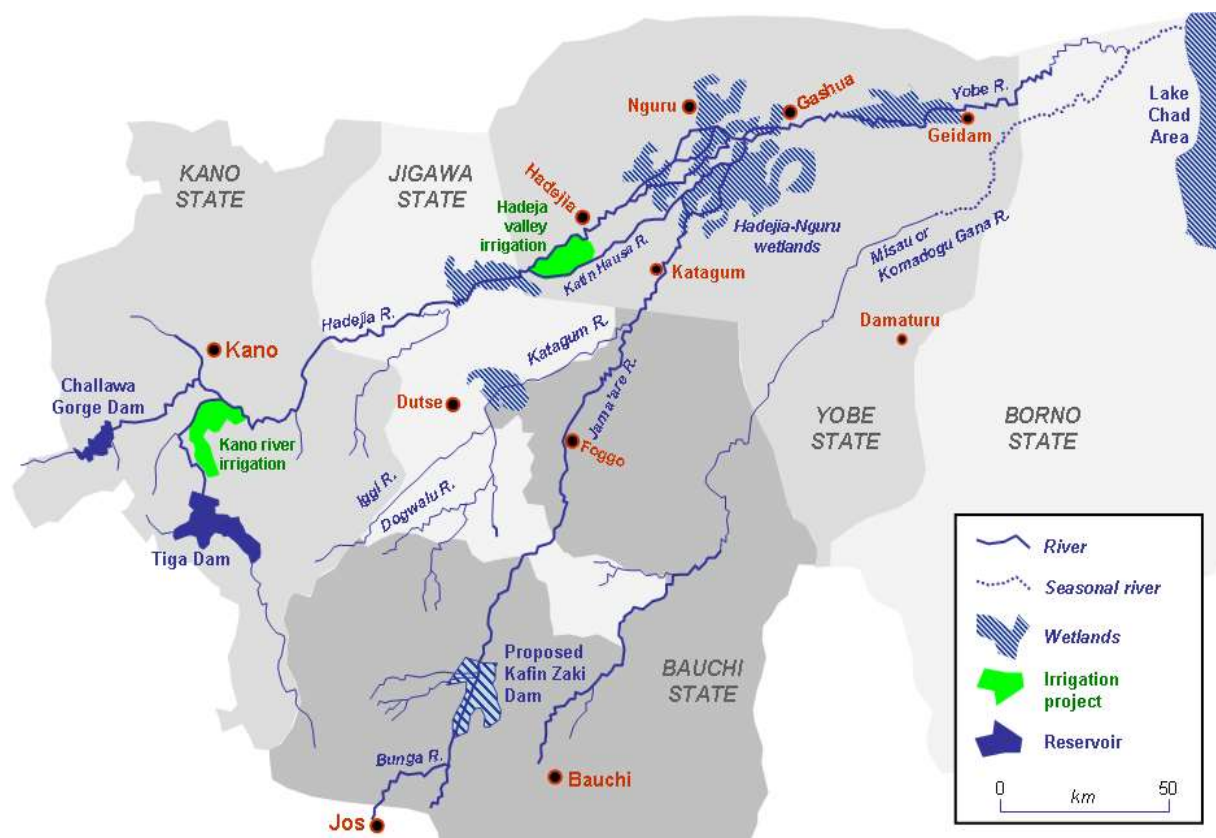 Nguru
Gashua
Yobe R.
Geidam
Lake
Chad
Area
KANO
STATE
JIGAWA
STATE
Hadejia
Hadeja
valley
irrigation
Kafin Hausa R.
Hadejia-Nguru
wetlands
Misau or
Komadogu Gana R.
Katagum
Hadejia R.
Katagum R.
Damaturu
Kano
Challawa
Gorge Dam
Dutse
Jama'are R.
YOBE
STATE
BORNO
STATE
Kano river
irrigation
Foggo
Iggi R.
Dogwalu R.
Tiga Dam
Proposed
Kafin Zaki
Dam
BAUCHI
STATE
Bunga R.
Bauchi
Jos
River
Seasonal river
Wetlands
Irrigation
project
Reservoir
0 50
km